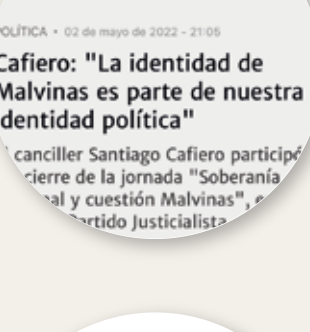 POLÍTICA • 02 de mayo de 2022 - 21:05
Cafiero: "La identidad de
Malvinas es parte de nuestra
identidad política"
canciller Santiago Cafiero participó
cierre de la jornada "Soberanía
y cuestión Malvinas",
Partido Justicialista